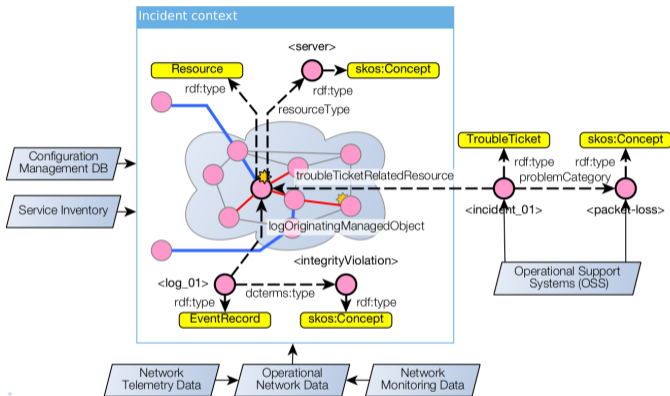 Incident context
<server>
Resource
skos:Concept
rdf:type
rdf:type
resourceType
TroubleTicket
skos:Concept
Configuration
Management DB
rdf:type
rdf:type
troubleTicketRelatedResource
problemCategory
Service Inventory
<incident_01>
<packet-loss>
logOriginatingManagedObject
<integrityViolation>
Operational Support
Systems (OSS)
<log_01>
dcterms:type
rdf:type
rdf:type
EventRecord
skos:Concept
Network
Telemetry Data
Operational
Network Data
Network
Monitoring Data